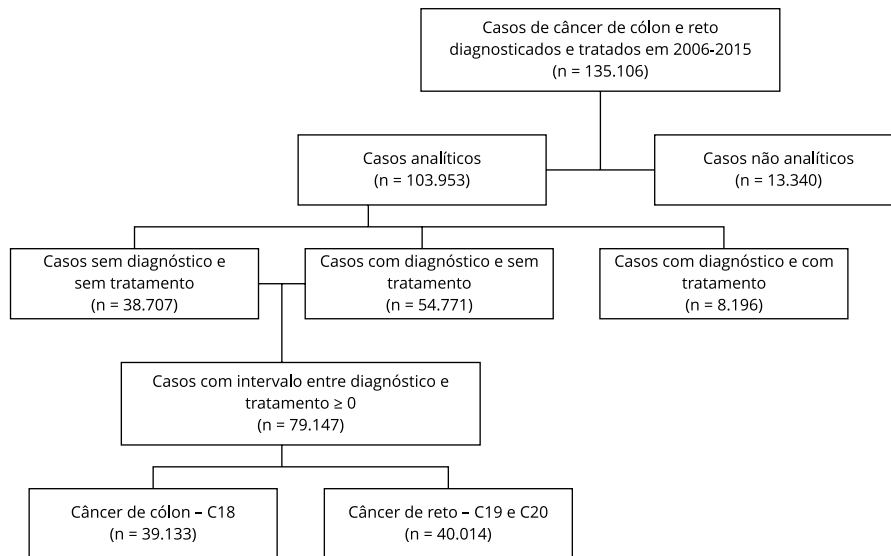 Casos de câncer de cólon e reto
diagnosticados e tratados em 2006-2015
(n = 135.106)
Casos analíticos
(n = 103.953)
Casos não analíticos
(n = 13.340)
Casos sem diagnóstico e
sem tratamento
(n = 38.707)
Casos com diagnóstico e sem
tratamento
(n = 54.771)
Casos com diagnóstico e com
tratamento
(n = 8.196)
Casos com intervalo entre diagnóstico e
tratamento ≥ 0
(n = 79.147)
Câncer de cólon – C18
(n = 39.133)
Câncer de reto – C19 e C20
(n = 40.014)